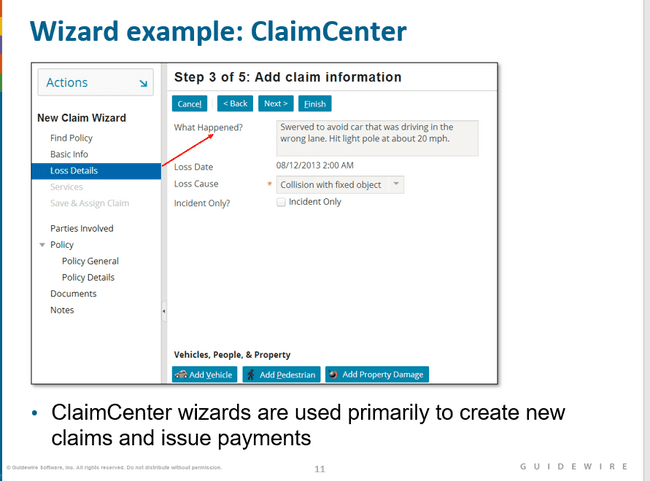 Wizard example: ClaimCenter
Actions
New Claim Wizard
Find Policy
Basic Info
Loss Details
Services
Save & Assign Claim
Parties Involved
Policy
Policy General
Policy Details
Documents
Notes
Step 3 of 5: Add claim information
Cancel < Back Next > Finish
What Happened? Swerved to avoid car that was driving in the
wrong lane. Hit light pole at about 20 mph.
Loss Date 08/12/2013 2:00 AM
Loss Cause * Collision with fixed object
Incident Only? Incident Only
Vehicles, People, & Property
Add Vehicle Add Pedestrian Add Property Damage
• ClaimCenter wizards are used primarily to create new
claims and issue payments
© Guidewire Software, Inc. All rights reserved. Do not distribute without permission.
11
GUIDEWIRE